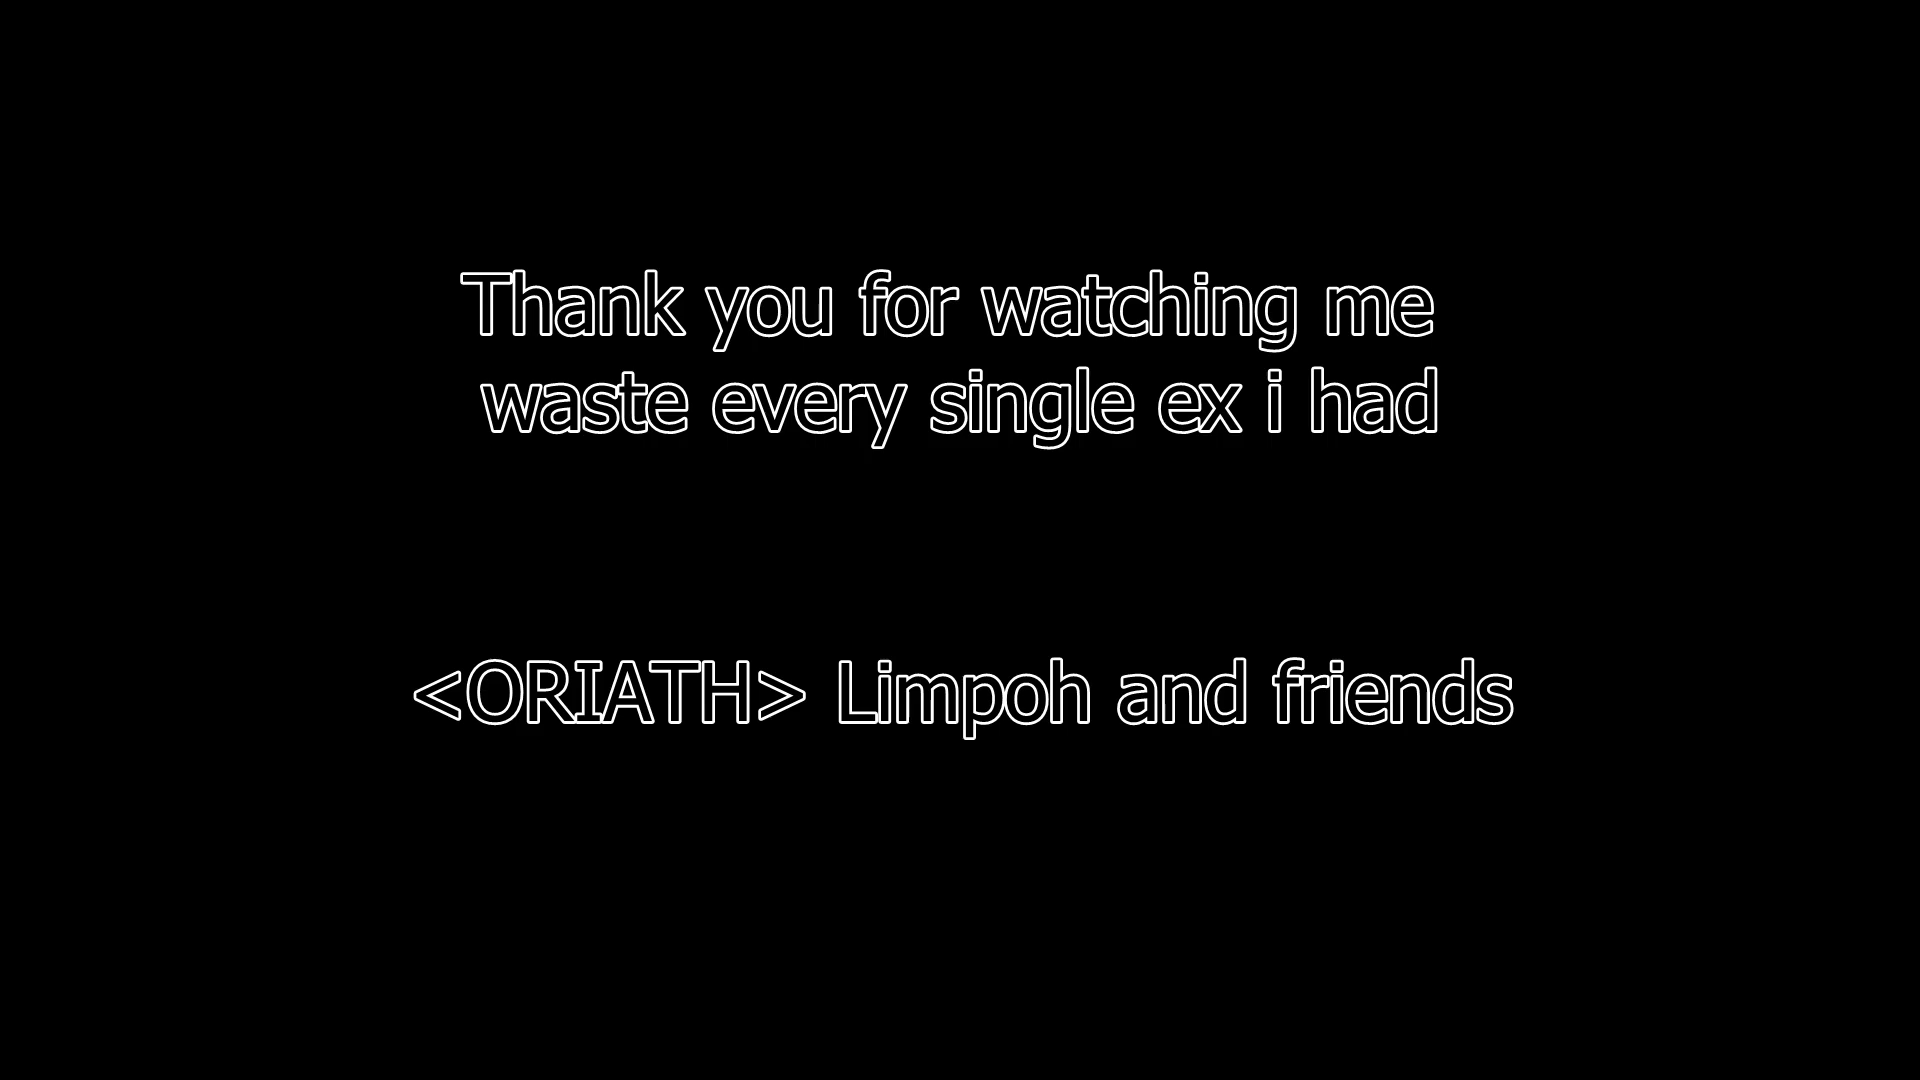 Thank you for watching me
waste every single ex i had
<ORIATH> Limpoh and friends